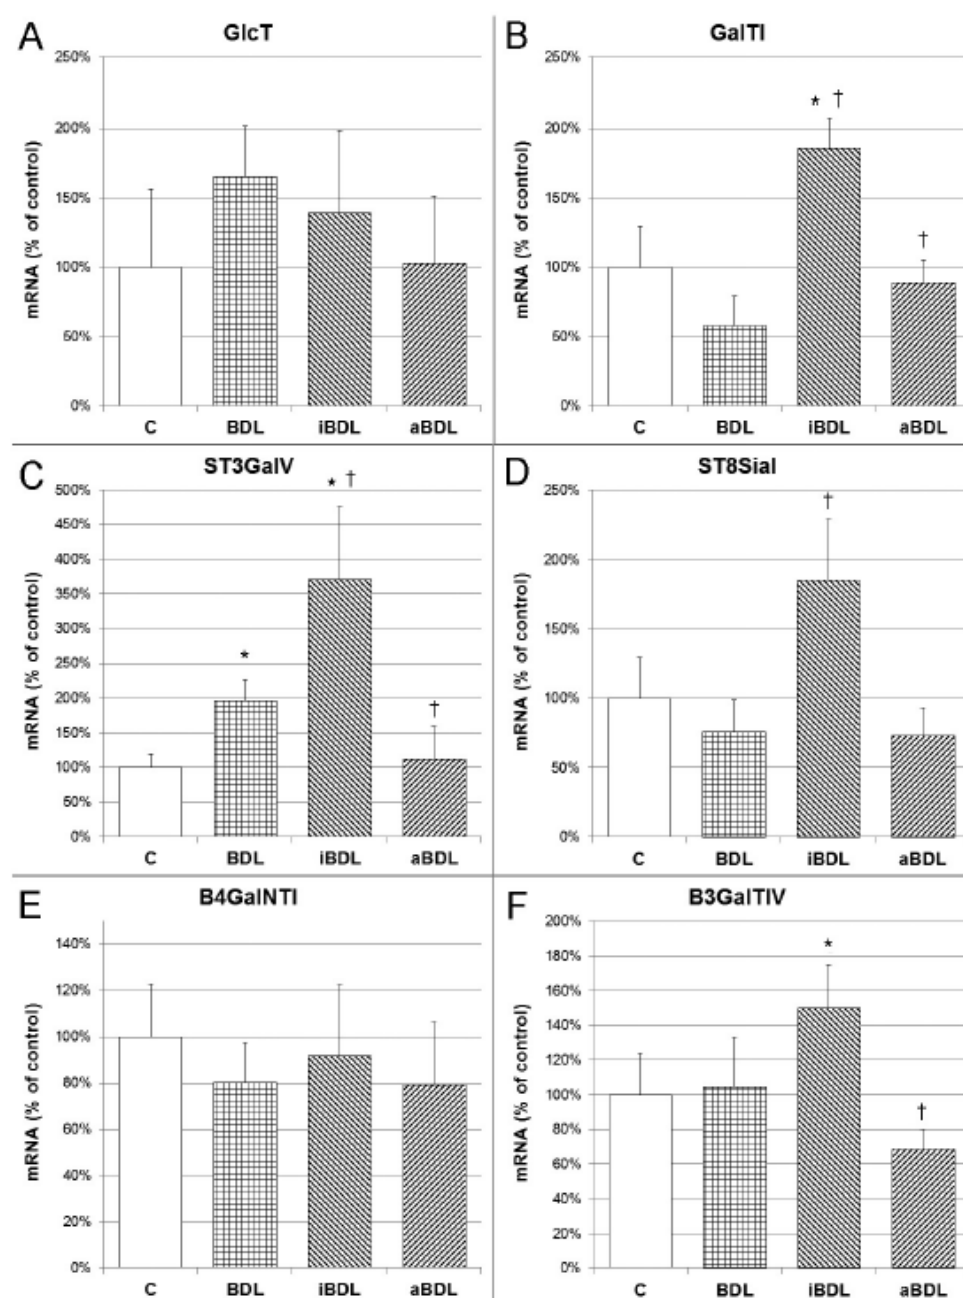 A
GlcT
mRNA (% of control)
250%
200%
150%
100%
50%
0%
C BDL iBDL aBDL
B
GalTI
mRNA (% of control)
250%
200%
150%
100%
50%
0%
* †
†
C BDL iBDL aBDL
C
ST3GalV
mRNA (% of control)
500%
450%
400%
350%
300%
250%
200%
150%
100%
50%
0%
* †
*
†
C BDL iBDL aBDL
D
ST8SiaI
mRNA (% of control)
250%
200%
150%
100%
50%
0%
†
C BDL iBDL aBDL
E
B4GalNTI
mRNA (% of control)
140%
120%
100%
80%
60%
40%
20%
0%
C BDL iBDL aBDL
F
B3GalTIV
mRNA (% of control)
200%
180%
160%
140%
120%
100%
80%
60%
40%
20%
0%
*
†
C BDL iBDL aBDL